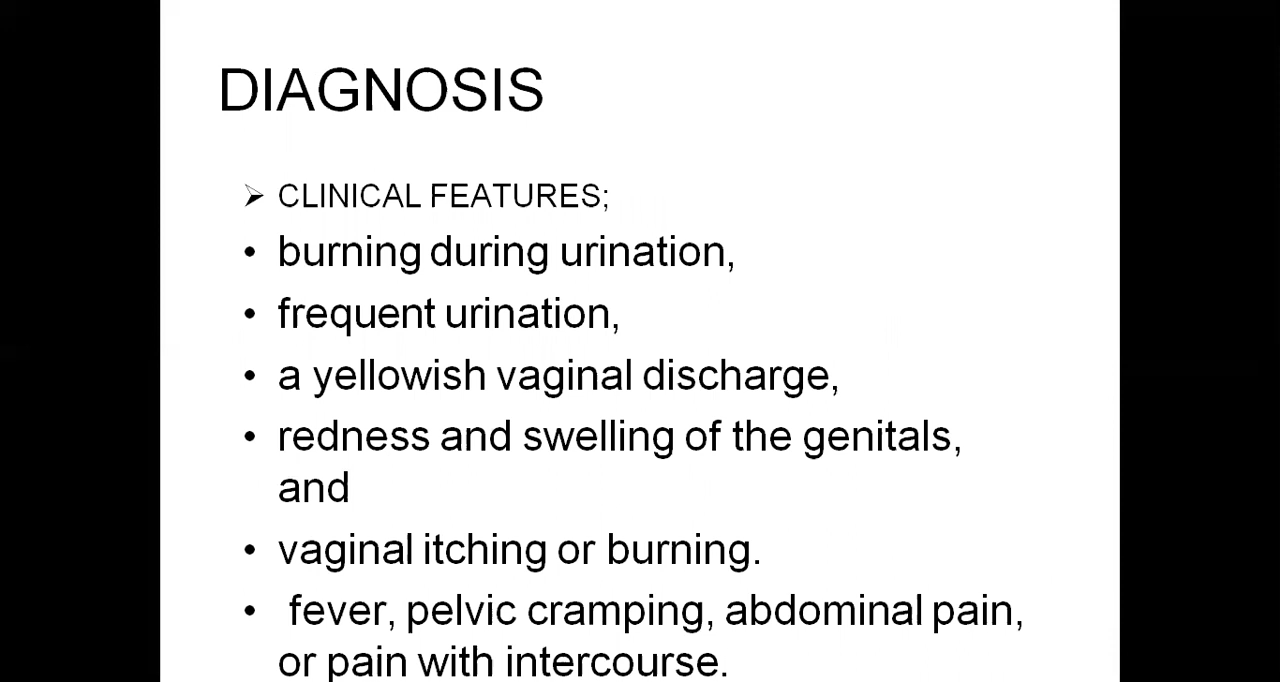 DIAGNOSIS
➢ CLINICAL FEATURES;
• burning during urination,
• frequent urination,
• a yellowish vaginal discharge,
• redness and swelling of the genitals,
and
• vaginal itching or burning.
• fever, pelvic cramping, abdominal pain,
or pain with intercourse.